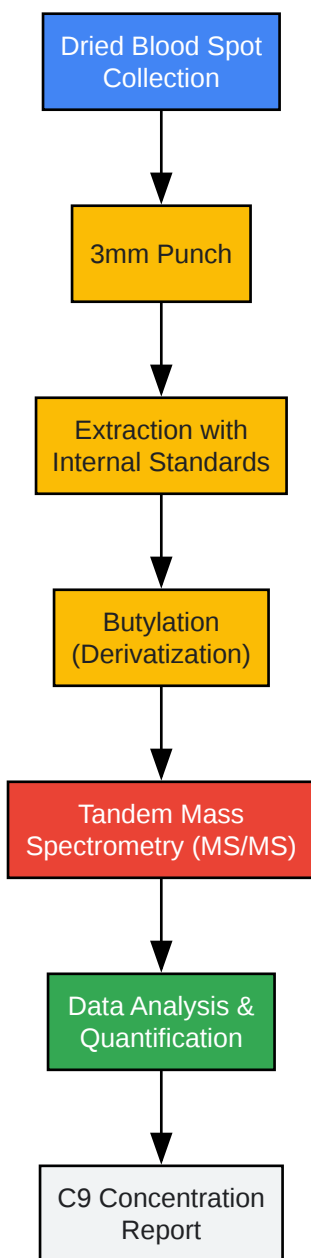 Dried Blood Spot
Collection
3mm Punch
Extraction with
Internal Standards
Butylation
(Derivatization)
Tandem Mass
Spectrometry (MS/MS)
Data Analysis &
Quantification
C9 Concentration
Report